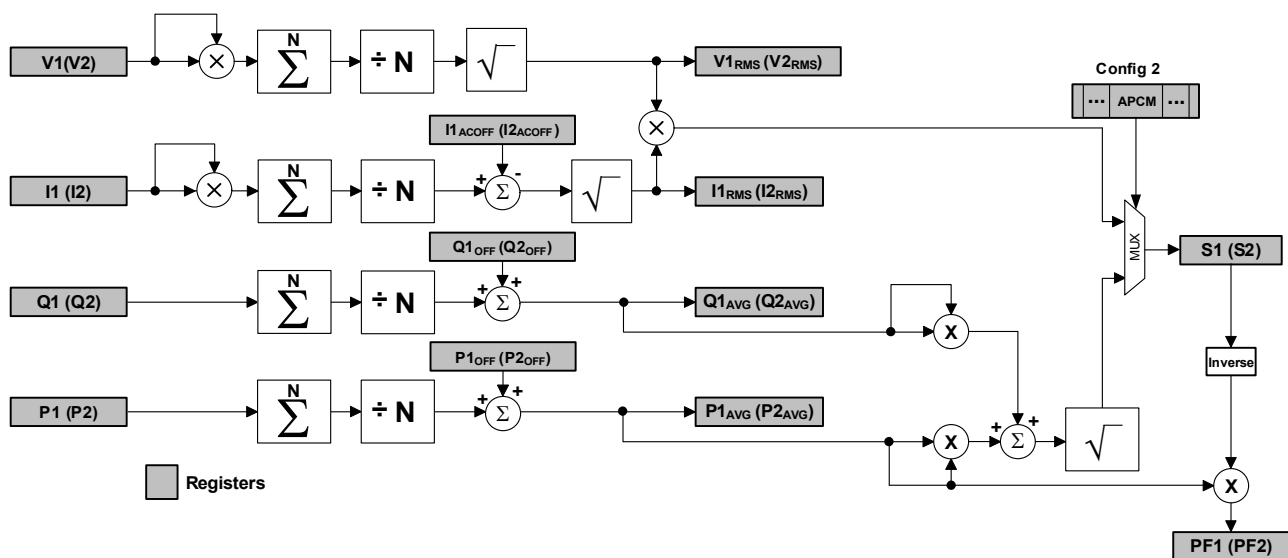 Config 2
··· APCM ···
V1(V2)
×
N
∑
÷ N
√
V1RMS (V2RMS)
×
I1ACOFF (I2ACOFF)
I1 (I2)
×
N
∑
÷ N
+ Σ -
√
I1RMS (I2RMS)
MUX
S1 (S2)
Q1OFF (Q2OFF)
Q1 (Q2)
N
∑
÷ N
+ Σ +
Q1AVG (Q2AVG)
X
Inverse
P1OFF (P2OFF)
P1 (P2)
N
∑
÷ N
+ Σ +
P1AVG (P2AVG)
X
+ Σ +
√
X
Registers
PF1 (PF2)